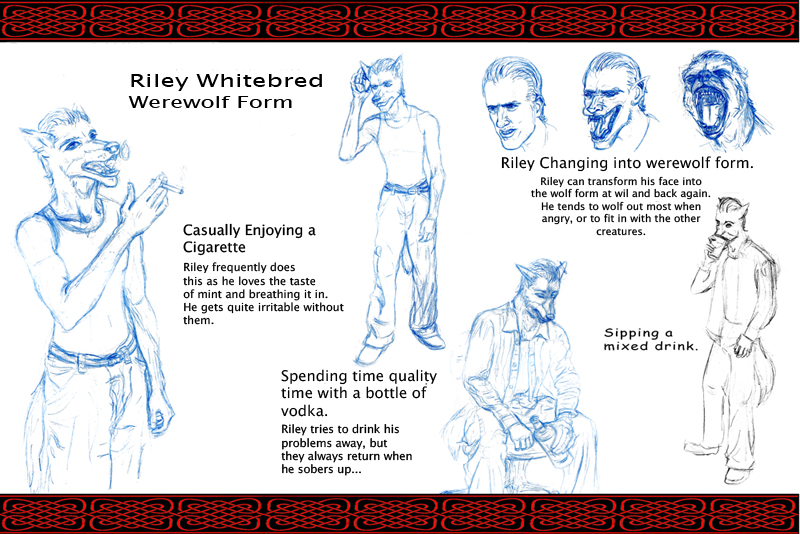 Riley Whitebred
Werewolf Form
Riley Changing into werewolf form.
Riley can transform his face into
the wolf form at wil and back again.
He tends to wolf out most when
angry, or to fit in with the other
creatures.
Casually Enjoying a
Cigarette
Riley frequently does
this as he loves the taste
of mint and breathing it in.
He gets quite irritable without
them.
Sipping a
mixed drink.
Spending time quality
time with a bottle of
vodka.
Riley tries to drink his
problems away, but
they always return when
he sobers up...